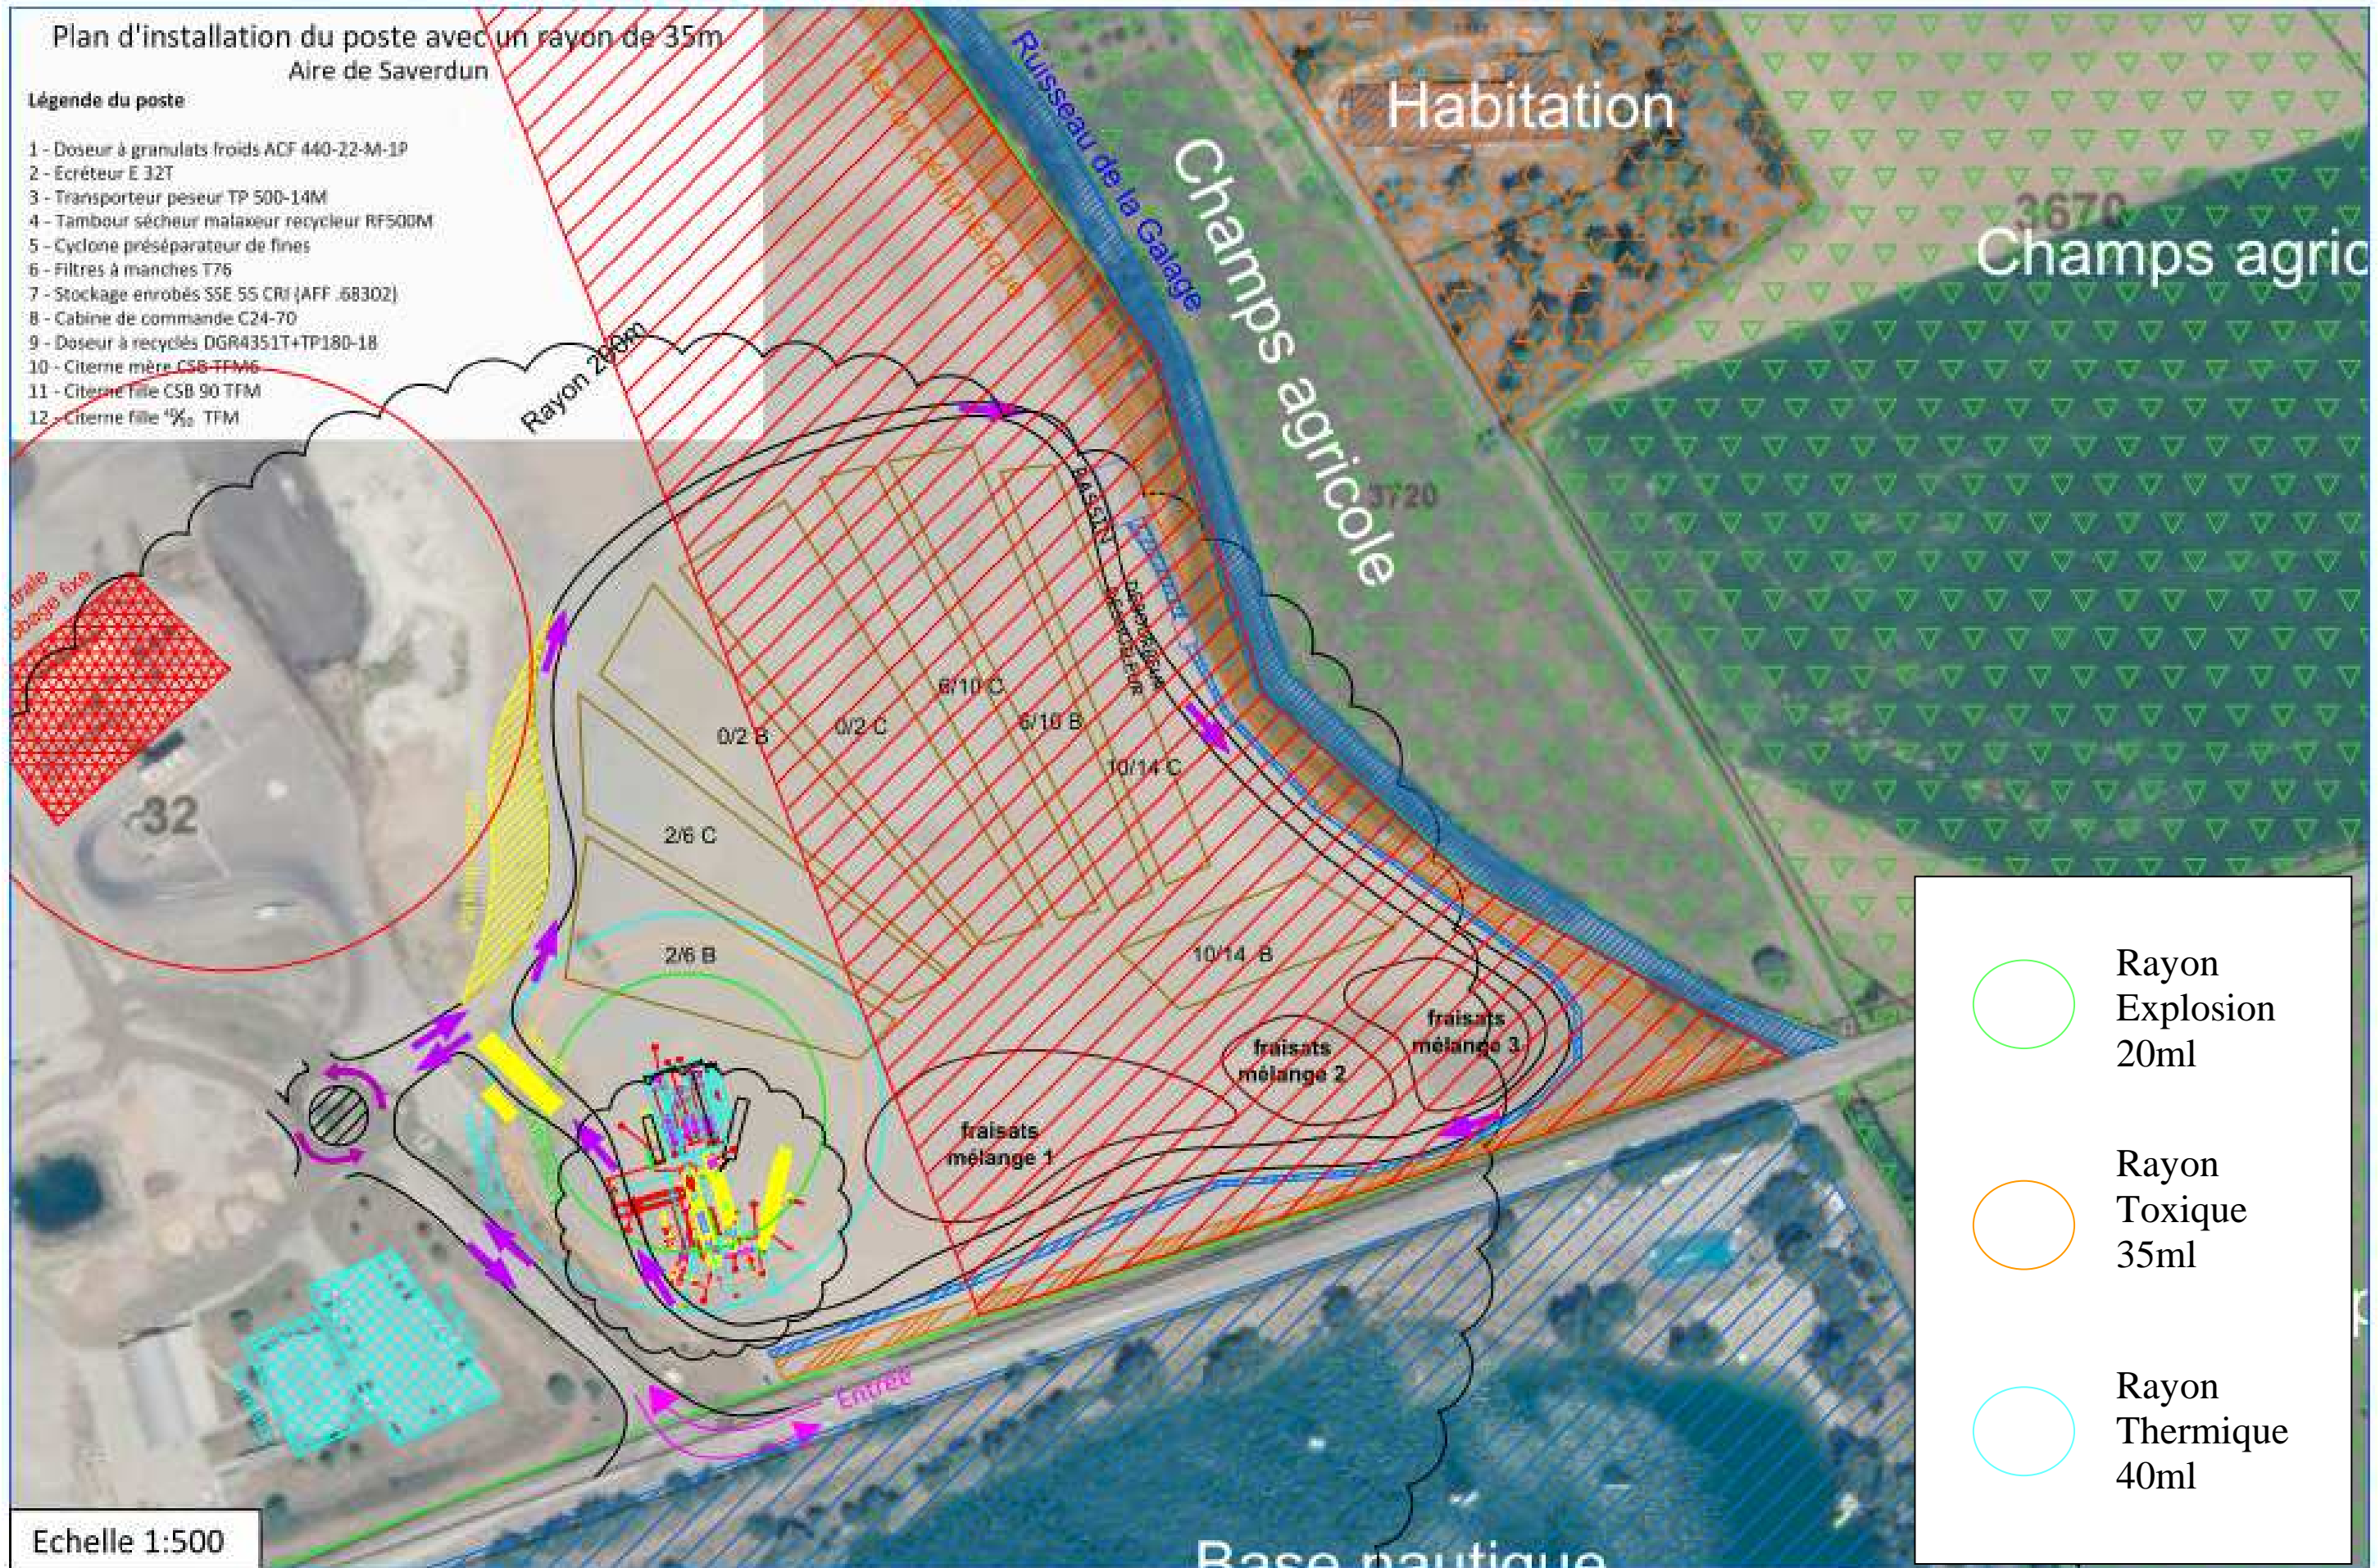 Plan d'installation du poste avec un rayon de 35m
Aire de Saverdun
Légende du poste
1 - Doseur à granulats froids ACF 440-22-M-1P
2 - Ecrêteur E 32T
3 - Transporteur peseur TP 500-14M
4 - Tambour sécheur malaxeur recycleur RF500M
5 - Cyclone préséparateur de fines
6 - Filtres à manches T76
7 - Stockage enrobés SSE 55 CRI (AFF .68302)
8 - Cabine de commande C24-70
9 - Doseur à recyclés DGR4351T+TP180-18
10 - Citerne mère CSB TFM6
11 - Citerne fille CSB 90 TFM
12 - Citerne fille TFM
Rayon 200m
Merlon périphérique
Ruisseau de la Galage
Champs agricole
Habitation
3670
Champs agric
3720
BASSIN
DESHUILEUR
32
0/2 B
0/2 C
6/10 C
6/10 B
10/14 C
2/6 C
2/6 B
10/14 B
fraisats
mélange 1
fraisats
mélange 2
fraisats
mélange 3
Entrée
Base nautique
Rayon
Explosion
20ml
Rayon
Toxique
35ml
Rayon
Thermique
40ml
Echelle 1:500